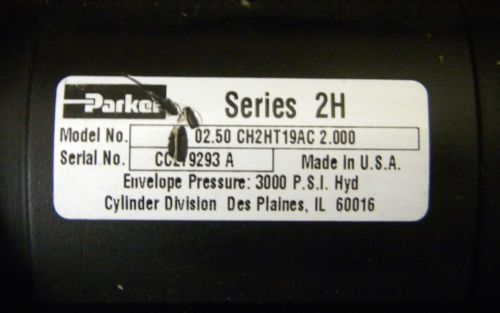 Parker
Series 2H
Model No. 02.50 CH2HT19AC 2.000
Serial No. 9293 A Made in U.S.A.
Envelope Pressure: 3000 P.S.I. Hyd
Cylinder Division Des Plaines, IL 60016